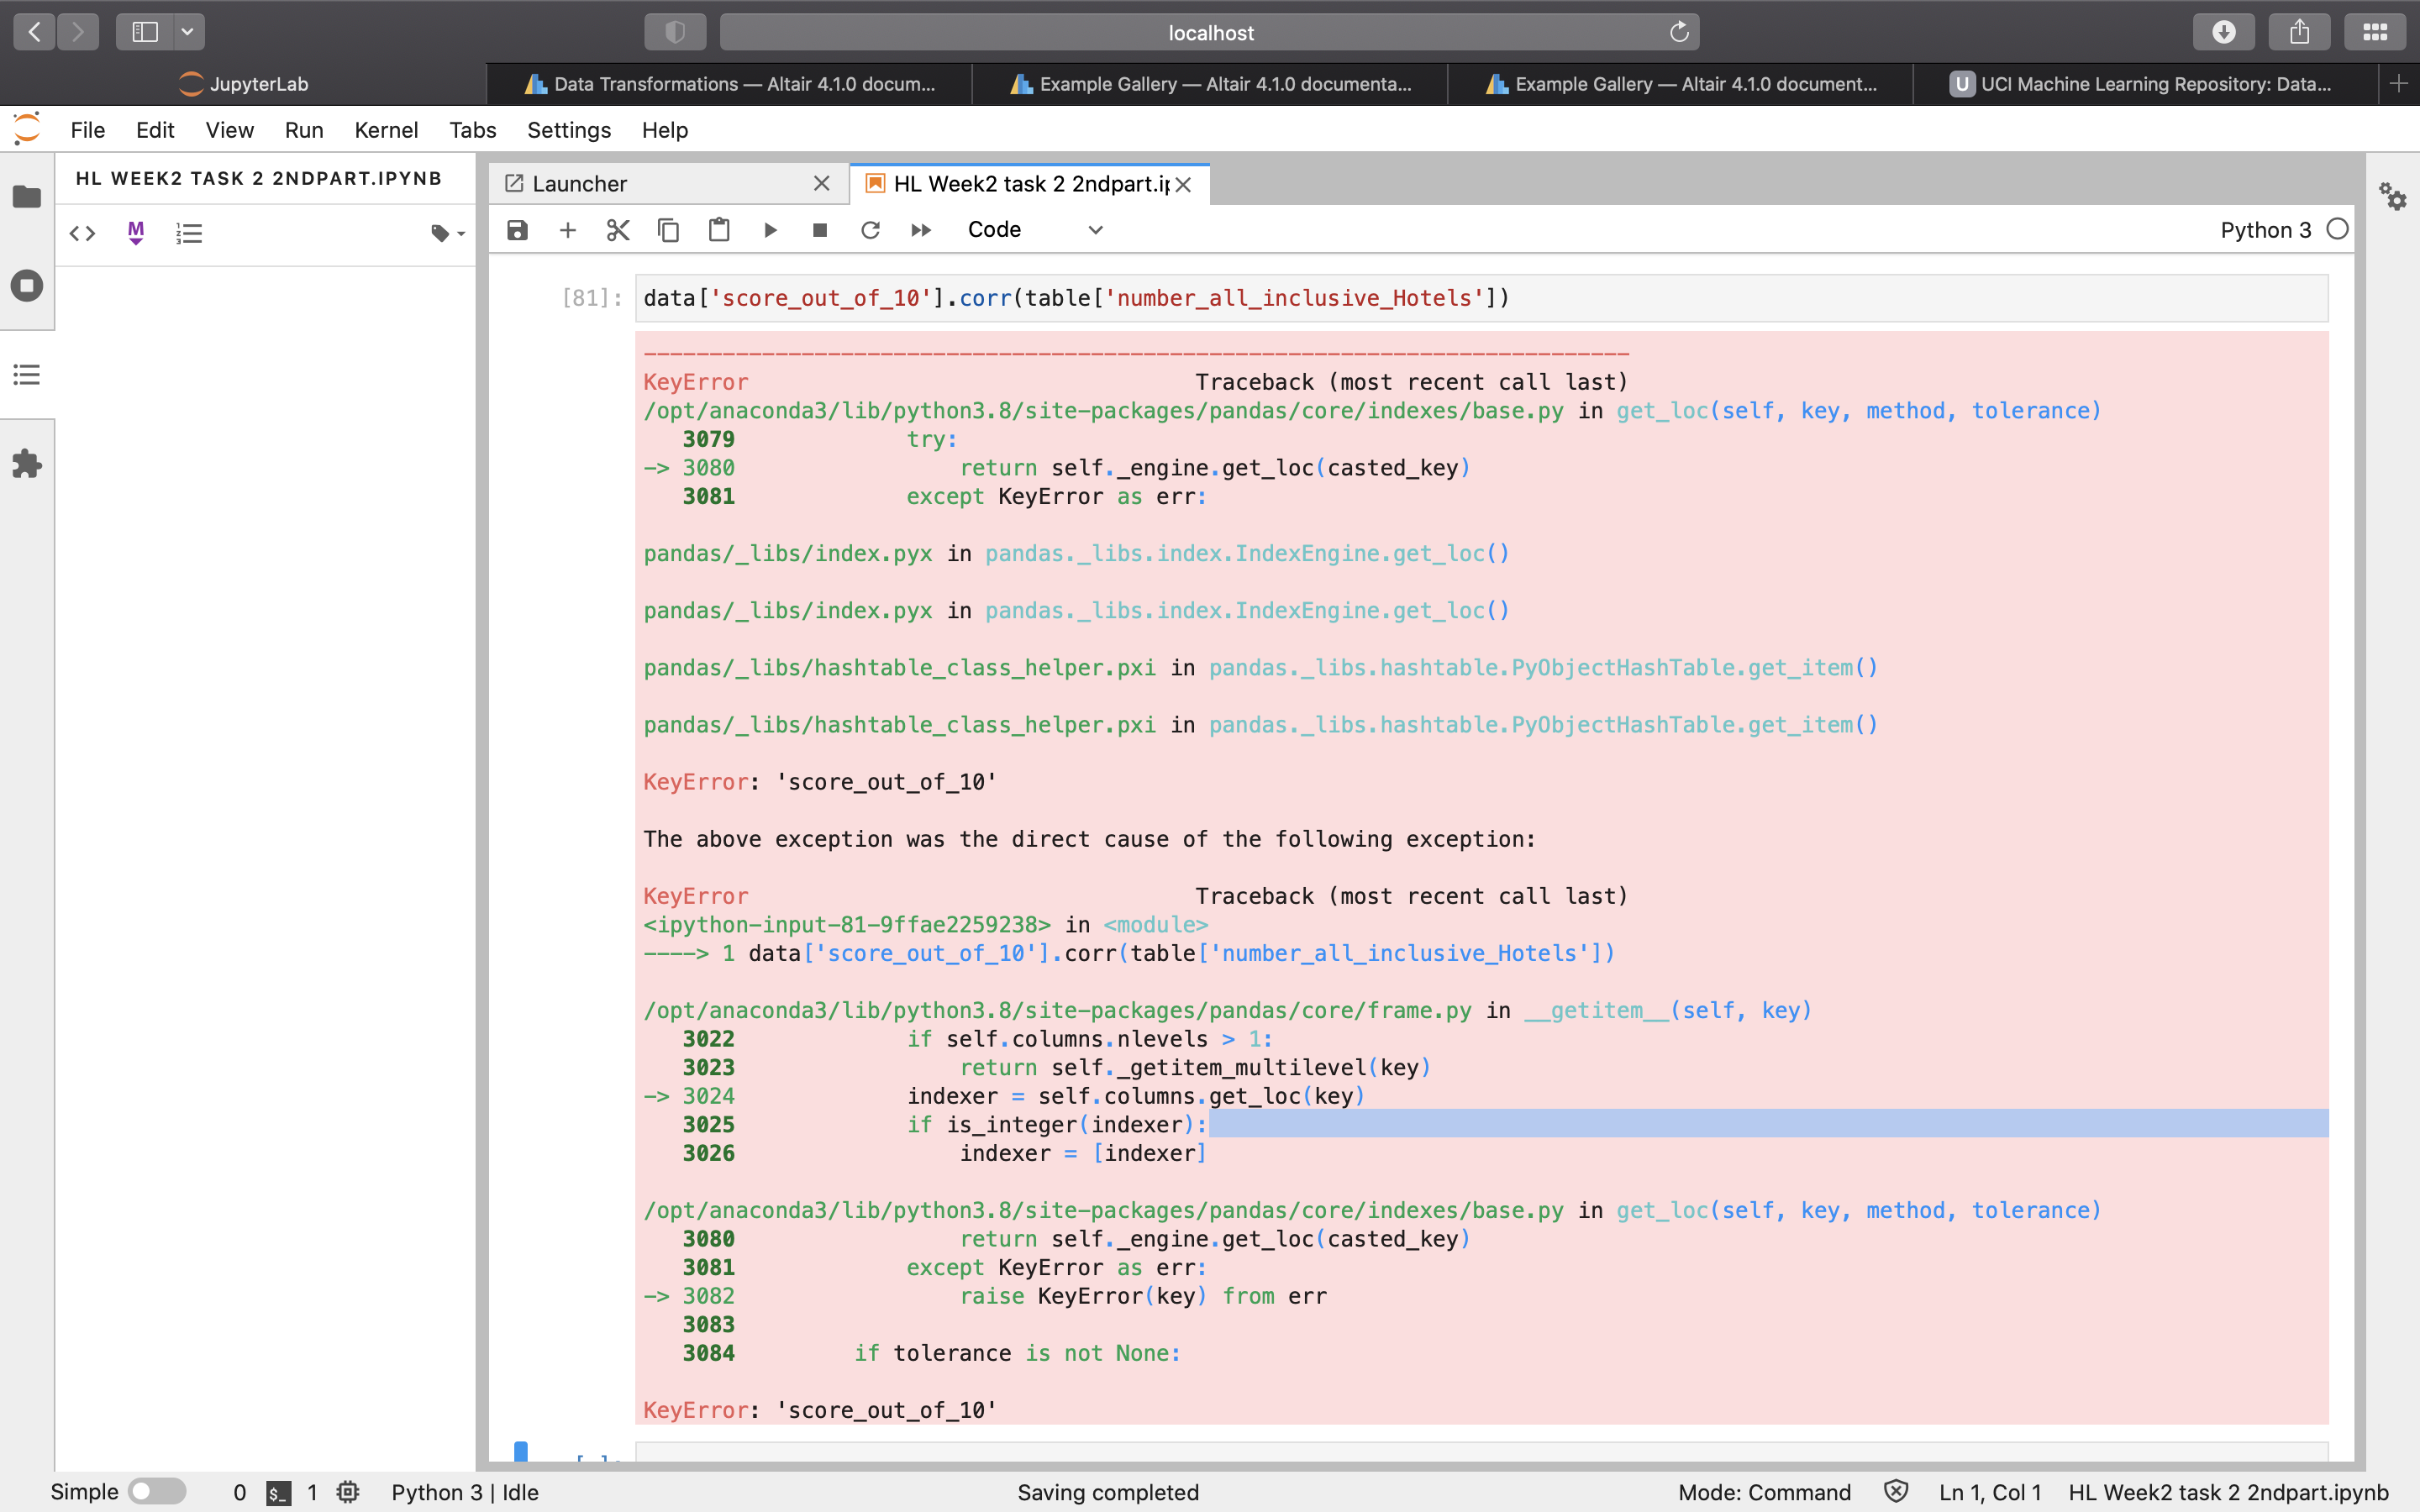 localhost
JupyterLab
Data Transformations — Altair 4.1.0 docum...
Example Gallery — Altair 4.1.0 documenta...
Example Gallery — Altair 4.1.0 document...
U UCI Machine Learning Repository: Data...
File Edit View Run Kernel Tabs Settings Help
HL WEEK2 TASK 2 2NDPART.IPYNB
Launcher
HL Week2 task 2 2ndpart.ip
M
Code
Python 3
[81]: data['score_out_of_10'].corr(table['number_all_inclusive_Hotels'])
---------------------------------------------------------------------------
KeyError                                  Traceback (most recent call last)
/opt/anaconda3/lib/python3.8/site-packages/pandas/core/indexes/base.py in get_loc(self, key, method, tolerance)
   3079             try:
-> 3080                 return self._engine.get_loc(casted_key)
   3081             except KeyError as err:
pandas/_libs/index.pyx in pandas._libs.index.IndexEngine.get_loc()
pandas/_libs/index.pyx in pandas._libs.index.IndexEngine.get_loc()
pandas/_libs/hashtable_class_helper.pxi in pandas._libs.hashtable.PyObjectHashTable.get_item()
pandas/_libs/hashtable_class_helper.pxi in pandas._libs.hashtable.PyObjectHashTable.get_item()
KeyError: 'score_out_of_10'
The above exception was the direct cause of the following exception:
KeyError                                  Traceback (most recent call last)
<ipython-input-81-9ffae2259238> in <module>
----> 1 data['score_out_of_10'].corr(table['number_all_inclusive_Hotels'])
/opt/anaconda3/lib/python3.8/site-packages/pandas/core/frame.py in __getitem__(self, key)
   3022             if self.columns.nlevels > 1:
   3023                 return self._getitem_multilevel(key)
-> 3024             indexer = self.columns.get_loc(key)
   3025             if is_integer(indexer):
   3026                 indexer = [indexer]
/opt/anaconda3/lib/python3.8/site-packages/pandas/core/indexes/base.py in get_loc(self, key, method, tolerance)
   3080                 return self._engine.get_loc(casted_key)
   3081             except KeyError as err:
-> 3082                 raise KeyError(key) from err
   3083
   3084         if tolerance is not None:
KeyError: 'score_out_of_10'
[ ]:
Simple 0 $_ 1 Python 3 | Idle Saving completed Mode: Command Ln 1, Col 1 HL Week2 task 2 2ndpart.ipynb